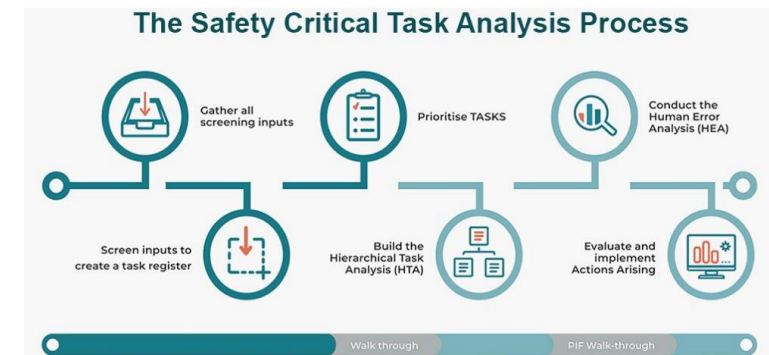 The Safety Critical Task Analysis Process
Gather all
screening inputs
Screen inputs to
create a task register
Prioritise TASKS
Build the
Hierarchical Task
Analysis (HTA)
Conduct the
Human Error
Analysis (HEA)
Evaluate and
implement
Actions Arising
Walk through
PIF Walk-through